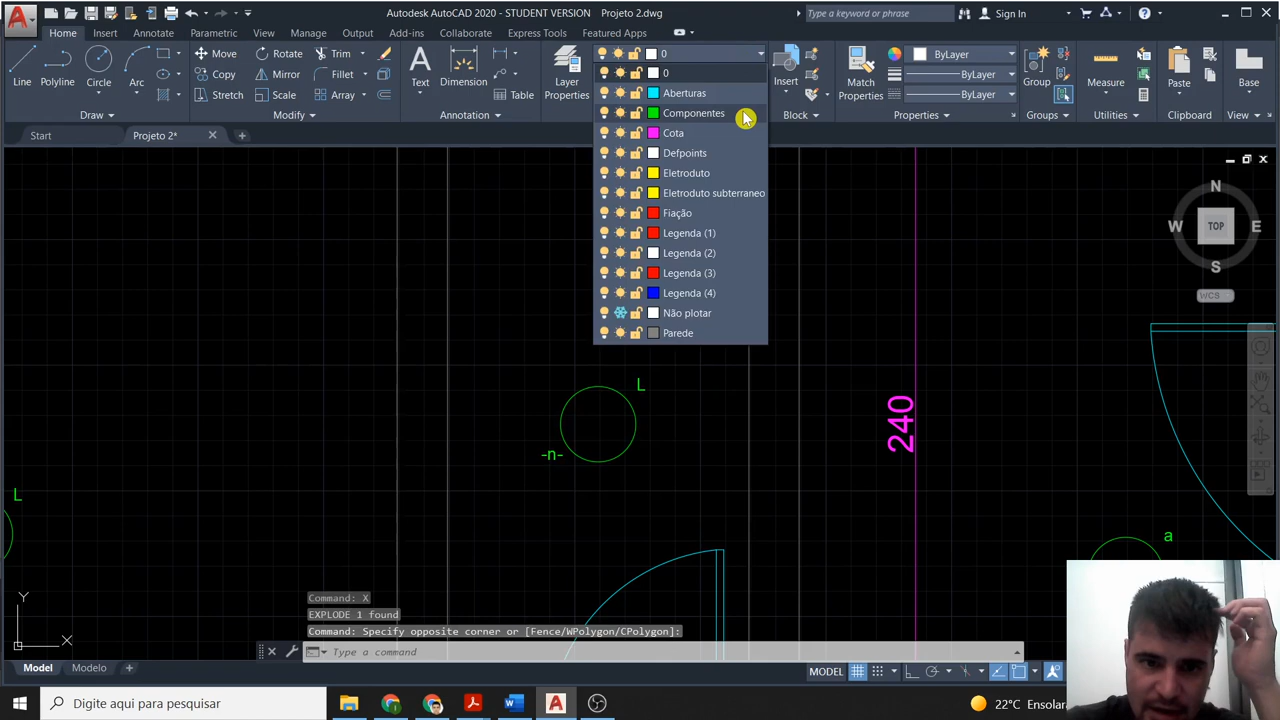 Autodesk AutoCAD 2020 - STUDENT VERSION Projeto 2.dwg
Type a keyword or phrase
Sign In
Home Insert Annotate Parametric View Manage Output Add-ins Collaborate Express Tools Featured Apps
Line
Polyline
Circle
Arc
Move
Rotate
Trim
Copy
Mirror
Fillet
Stretch
Scale
Array
Text
Dimension
Table
Layer
Properties
0
Insert
Match
Properties
ByLayer
ByLayer
ByLayer
Group
Measure
Paste
Base
Draw
Modify
Annotation
Block
Properties
Groups
Utilities
Clipboard
View
0
Aberturas
Componentes
Cota
Defpoints
Eletroduto
Eletroduto subterraneo
Fiação
Legenda (1)
Legenda (2)
Legenda (3)
Legenda (4)
Não plotar
Parede
Start
Projeto 2*
N
W
TOP
E
S
WCS
L
-n-
240
L
a
Y
X
Command: X
EXPLODE 1 found
Command: Specify opposite corner or [Fence/WPolygon/CPolygon]:
Type a command
Model
Modelo
MODEL
Digite aqui para pesquisar
22°C Ensolara